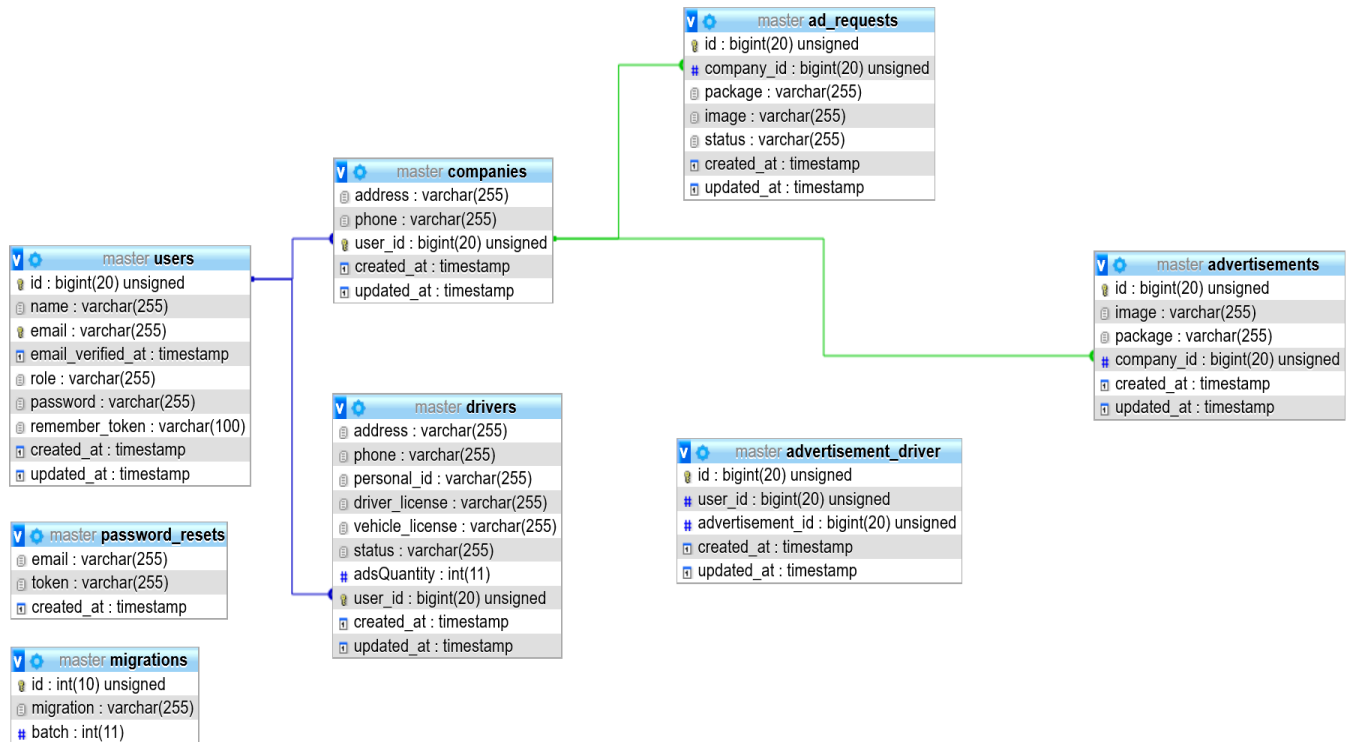 master ad_requests
id : bigint(20) unsigned
company_id : bigint(20) unsigned
package : varchar(255)
image : varchar(255)
status : varchar(255)
created_at : timestamp
updated_at : timestamp
master companies
address : varchar(255)
phone : varchar(255)
user_id : bigint(20) unsigned
created_at : timestamp
updated_at : timestamp
master users
id : bigint(20) unsigned
name : varchar(255)
email : varchar(255)
email_verified_at : timestamp
role : varchar(255)
password : varchar(255)
remember_token : varchar(100)
created_at : timestamp
updated_at : timestamp
master advertisements
id : bigint(20) unsigned
image : varchar(255)
package : varchar(255)
company_id : bigint(20) unsigned
created_at : timestamp
updated_at : timestamp
master drivers
address : varchar(255)
phone : varchar(255)
personal_id : varchar(255)
driver_license : varchar(255)
vehicle_license : varchar(255)
status : varchar(255)
adsQuantity : int(11)
user_id : bigint(20) unsigned
created_at : timestamp
updated_at : timestamp
master advertisement_driver
id : bigint(20) unsigned
user_id : bigint(20) unsigned
advertisement_id : bigint(20) unsigned
created_at : timestamp
updated_at : timestamp
master password_resets
email : varchar(255)
token : varchar(255)
created_at : timestamp
master migrations
id : int(10) unsigned
migration : varchar(255)
batch : int(11)